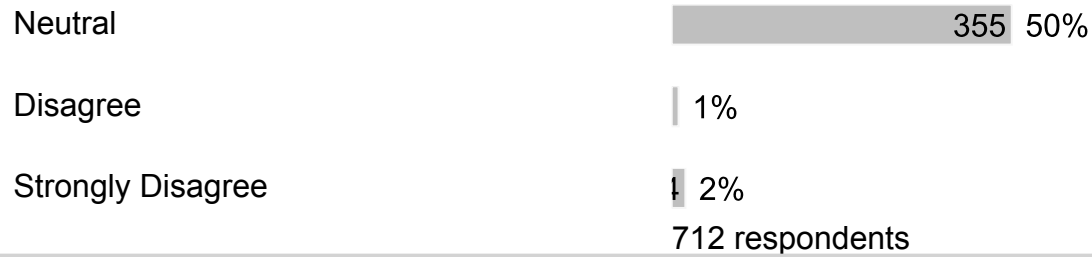 Neutral 355 50%
Disagree 1%
Strongly Disagree 2%
712 respondents